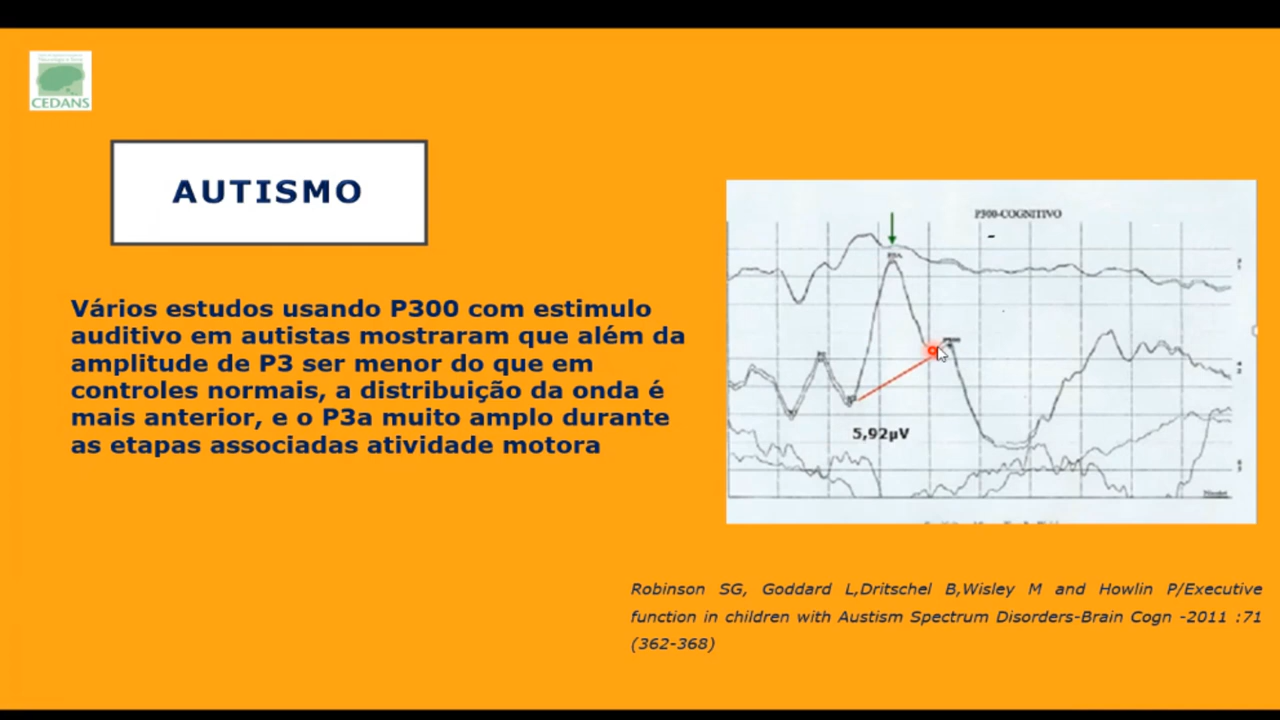 CEDANS
AUTISMO
Vários estudos usando P300 com estimulo
auditivo em autistas mostraram que além da
amplitude de P3 ser menor do que em
controles normais, a distribuição da onda é
mais anterior, e o P3a muito amplo durante
as etapas associadas atividade motora
P300-COGNITIVO
5,92µV
Robinson SG, Goddard L,Dritschel B,Wisley M and Howlin P/Executive
function in children with Austism Spectrum Disorders-Brain Cogn -2011 :71
(362-368)